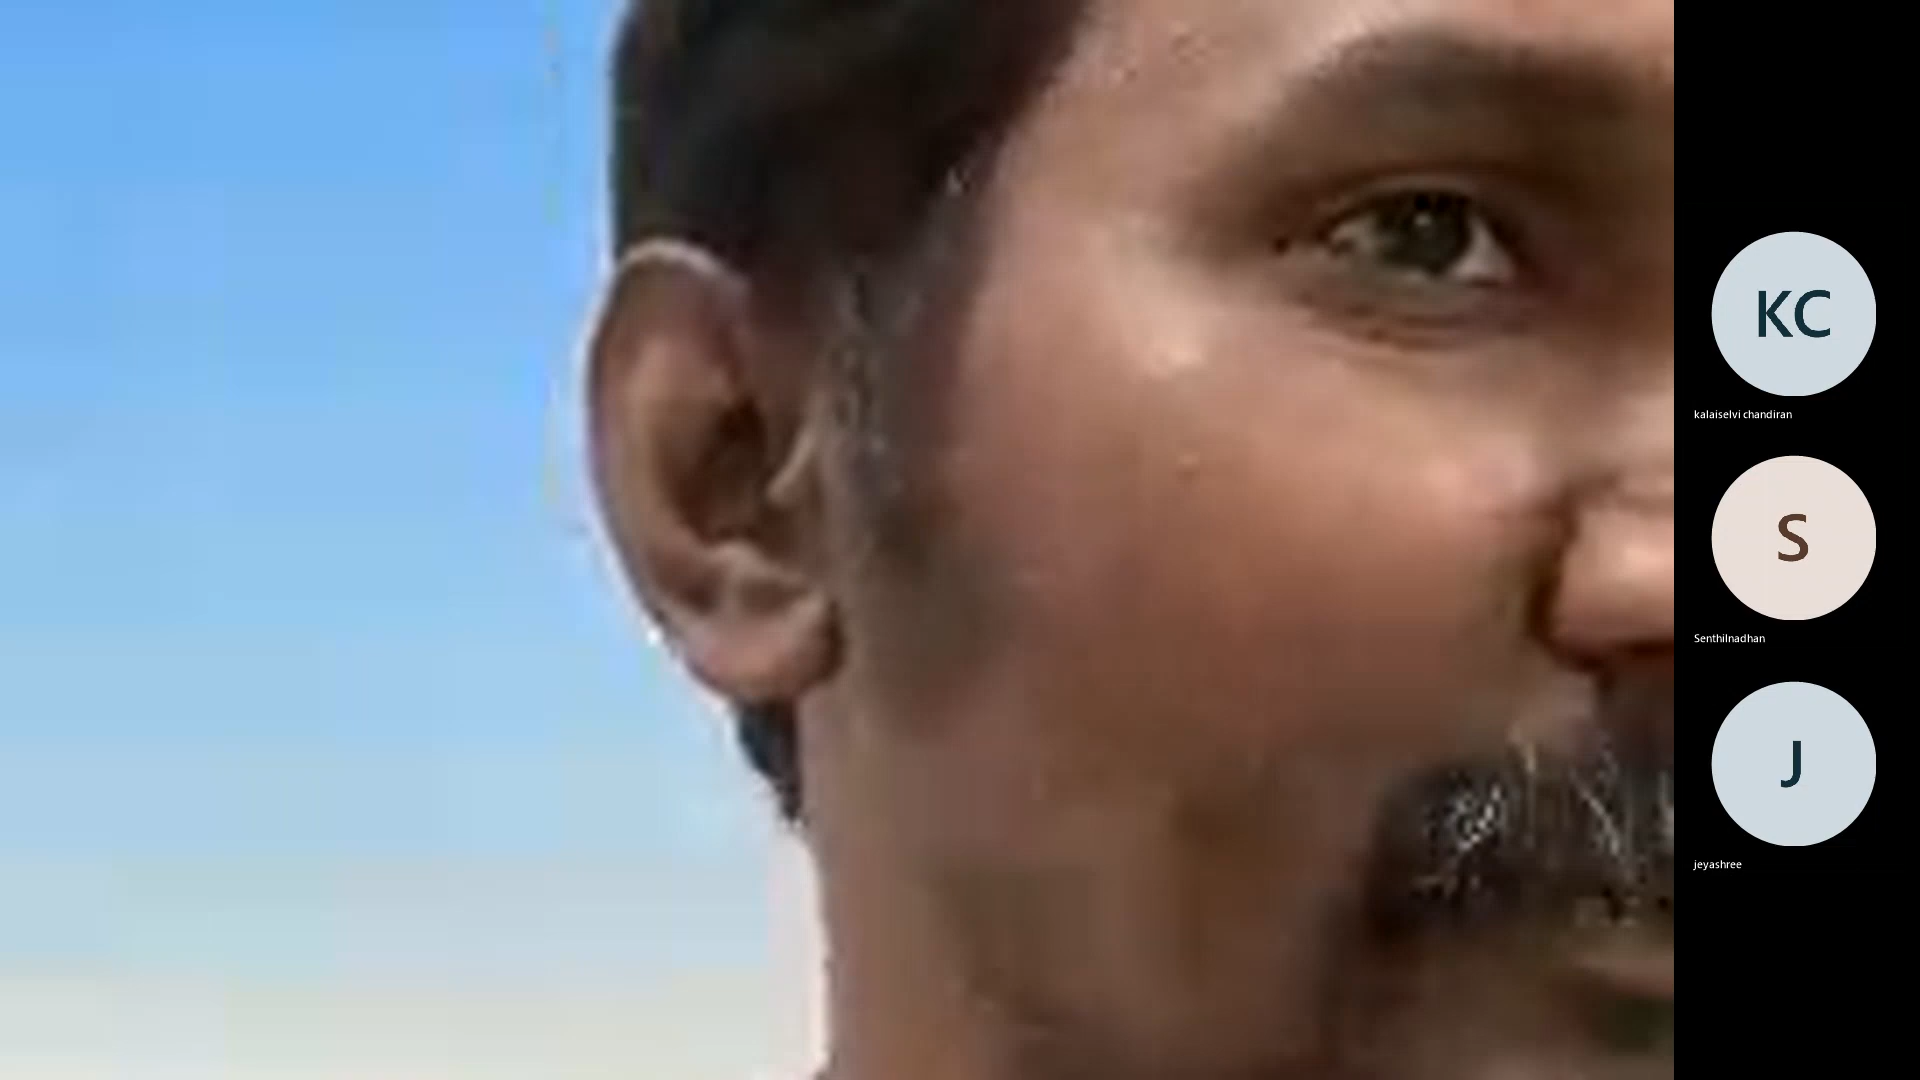 KC
kalaiselvi chandiran
S
Senthilnadhan
J
jeyashree